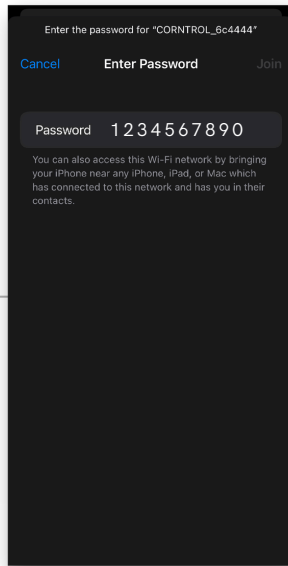 Enter the password for “CORNTROL_6c4444”
Cancel Enter Password Join
Password 1234567890
You can also access this Wi-Fi network by bringing
your iPhone near any iPhone, iPad, or Mac which
has connected to this network and has you in their
contacts.